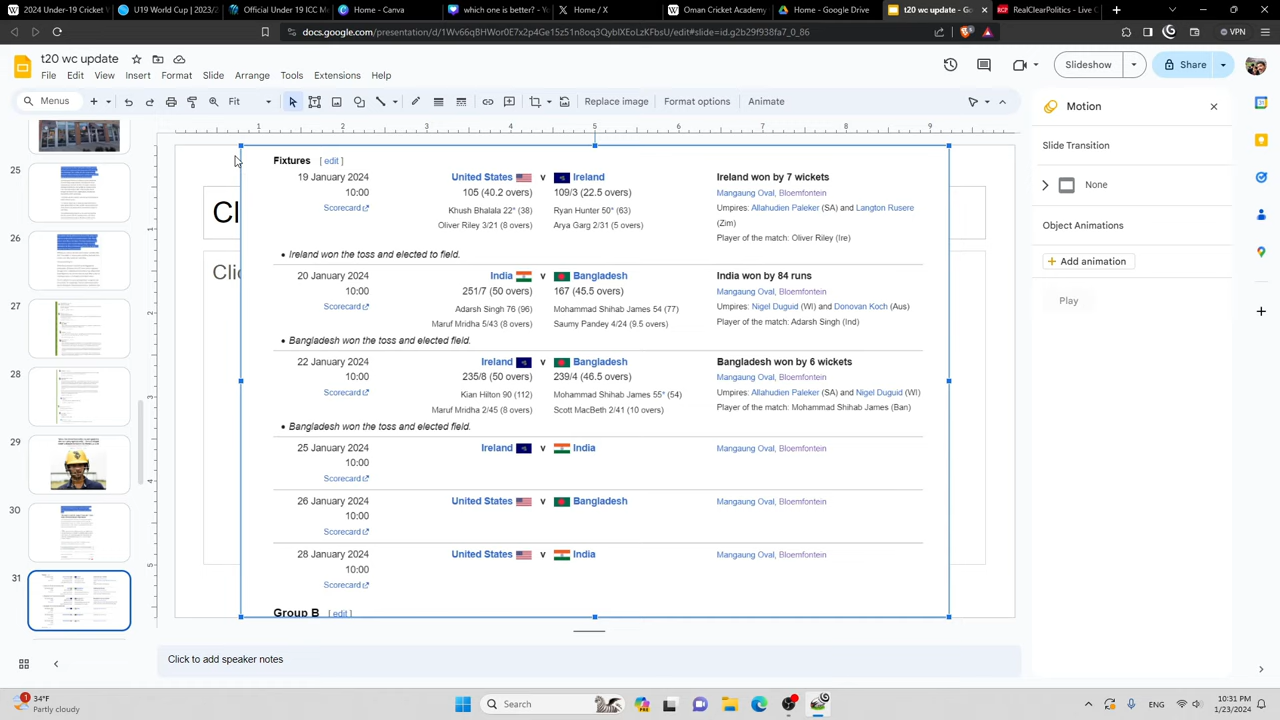 2024 Under-19 Cricket
U19 World Cup | 2023/
Official Under 19 ICC M
Home - Canva
which one is better? - Yo
Home / X
Oman Cricket Academy
Home - Google Drive
t20 wc update - Go
RealClearPolitics - Live
docs.google.com/presentation/d/1Wv66qBHWor0E7x2p4Ge15z51n8oq3QyblXEoLzKFbsU/edit#slide=id.g2b29f938fa7_0_86
VPN
t20 wc update
File Edit View Insert Format Slide Arrange Tools Extensions Help
Slideshow
Share
Menus
Fit
Replace image
Format options
Animate
Motion
1 2 3 4 5 6 8 9
Slide Transition
None
Object Animations
Add animation
Play
25
28
29
30
Cl
Cli
Fixtures [ edit ]
19 January 2024 United States v Ireland Ireland won by 7 wickets
10:00 105 (40.2 overs) 109/3 (22.5 overs) Mangaung Oval, Bloemfontein
Scorecard Khush Bhalala 22* (38) Ryan Hunter 50* (63) Umpires: Allahudien Paleker (SA) and Langton Rusere
(Zim)
Oliver Riley 3/21 (8 overs) Arya Garg 2/31 (5 overs) Player of the match: Oliver Riley (Ire)
• Ireland won the toss and elected to field.
20 January 2024 India v Bangladesh India won by 84 runs
10:00 251/7 (50 overs) 167 (45.5 overs) Mangaung Oval, Bloemfontein
Scorecard Adarsh Singh 76 (96) Mohammad Shihab James 54 (77) Umpires: Nigel Duguid (WI) and Donovan Koch (Aus)
Maruf Mridha 5/43 (8 overs) Saumy Pandey 4/24 (9.5 overs) Player of the match: Adarsh Singh (Ind)
• Bangladesh won the toss and elected field.
22 January 2024 Ireland v Bangladesh Bangladesh won by 6 wickets
10:00 235/8 (50 overs) 239/4 (46.5 overs) Mangaung Oval, Bloemfontein
Scorecard Kian Hilton 90 (112) Mohammad Shihab James 55* (54) Umpires: Allahudien Paleker (SA) and Nigel Duguid (WI)
Maruf Mridha 2/43 (8 overs) Scott MacBeth 2/41 (10 overs) Player of the match: Mohammad Shihab James (Ban)
• Bangladesh won the toss and elected field.
25 January 2024 Ireland v India Mangaung Oval, Bloemfontein
10:00
Scorecard
26 January 2024 United States v Bangladesh Mangaung Oval, Bloemfontein
10:00
Scorecard
28 January 2024 United States v India Mangaung Oval, Bloemfontein
10:00
Scorecard
Group B [ edit ]
Click to add speaker notes
1
34°F
Partly cloudy
Search
ENG
10:31 PM
1/23/2024